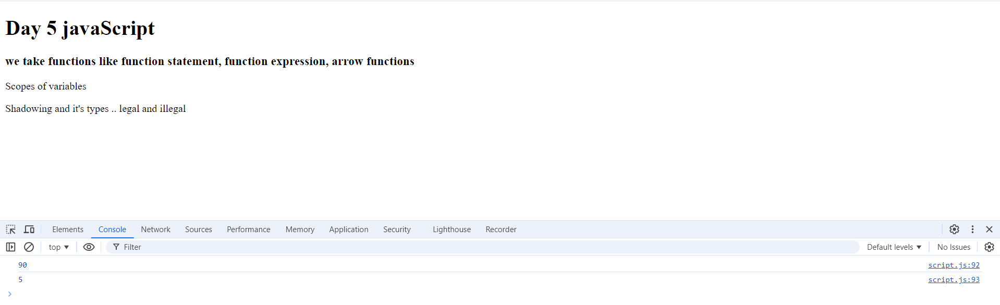 Day 5 javaScript
we take functions like function statement, function expression, arrow functions
Scopes of variables
Shadowing and it's types .. legal and illegal
Elements Console Network Sources Performance Memory Application Security Lighthouse Recorder
top Filter Default levels No Issues
90 script.js:92
5 script.js:93